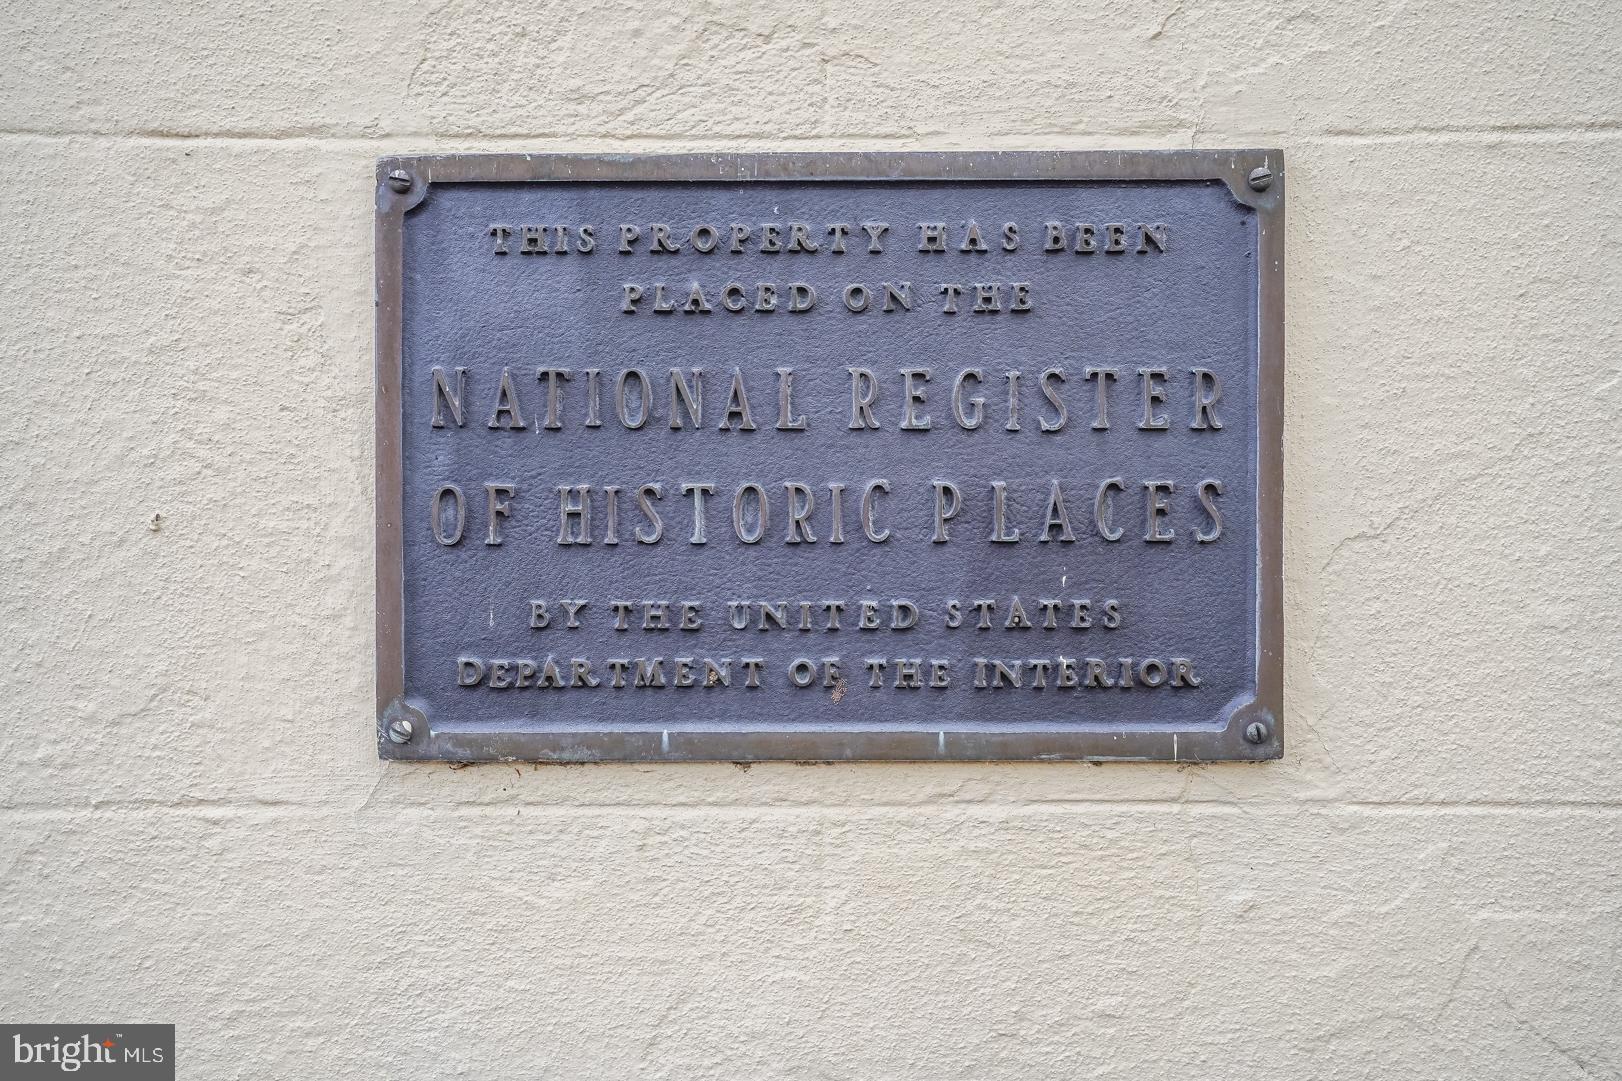 THIS PROPERTY HAS BEEN
PLACED ON THE
NATIONAL REGISTER
OF HISTORIC PLACES
BY THE UNITED STATES
DEPARTMENT OF THE INTERIOR
bright™ MLS